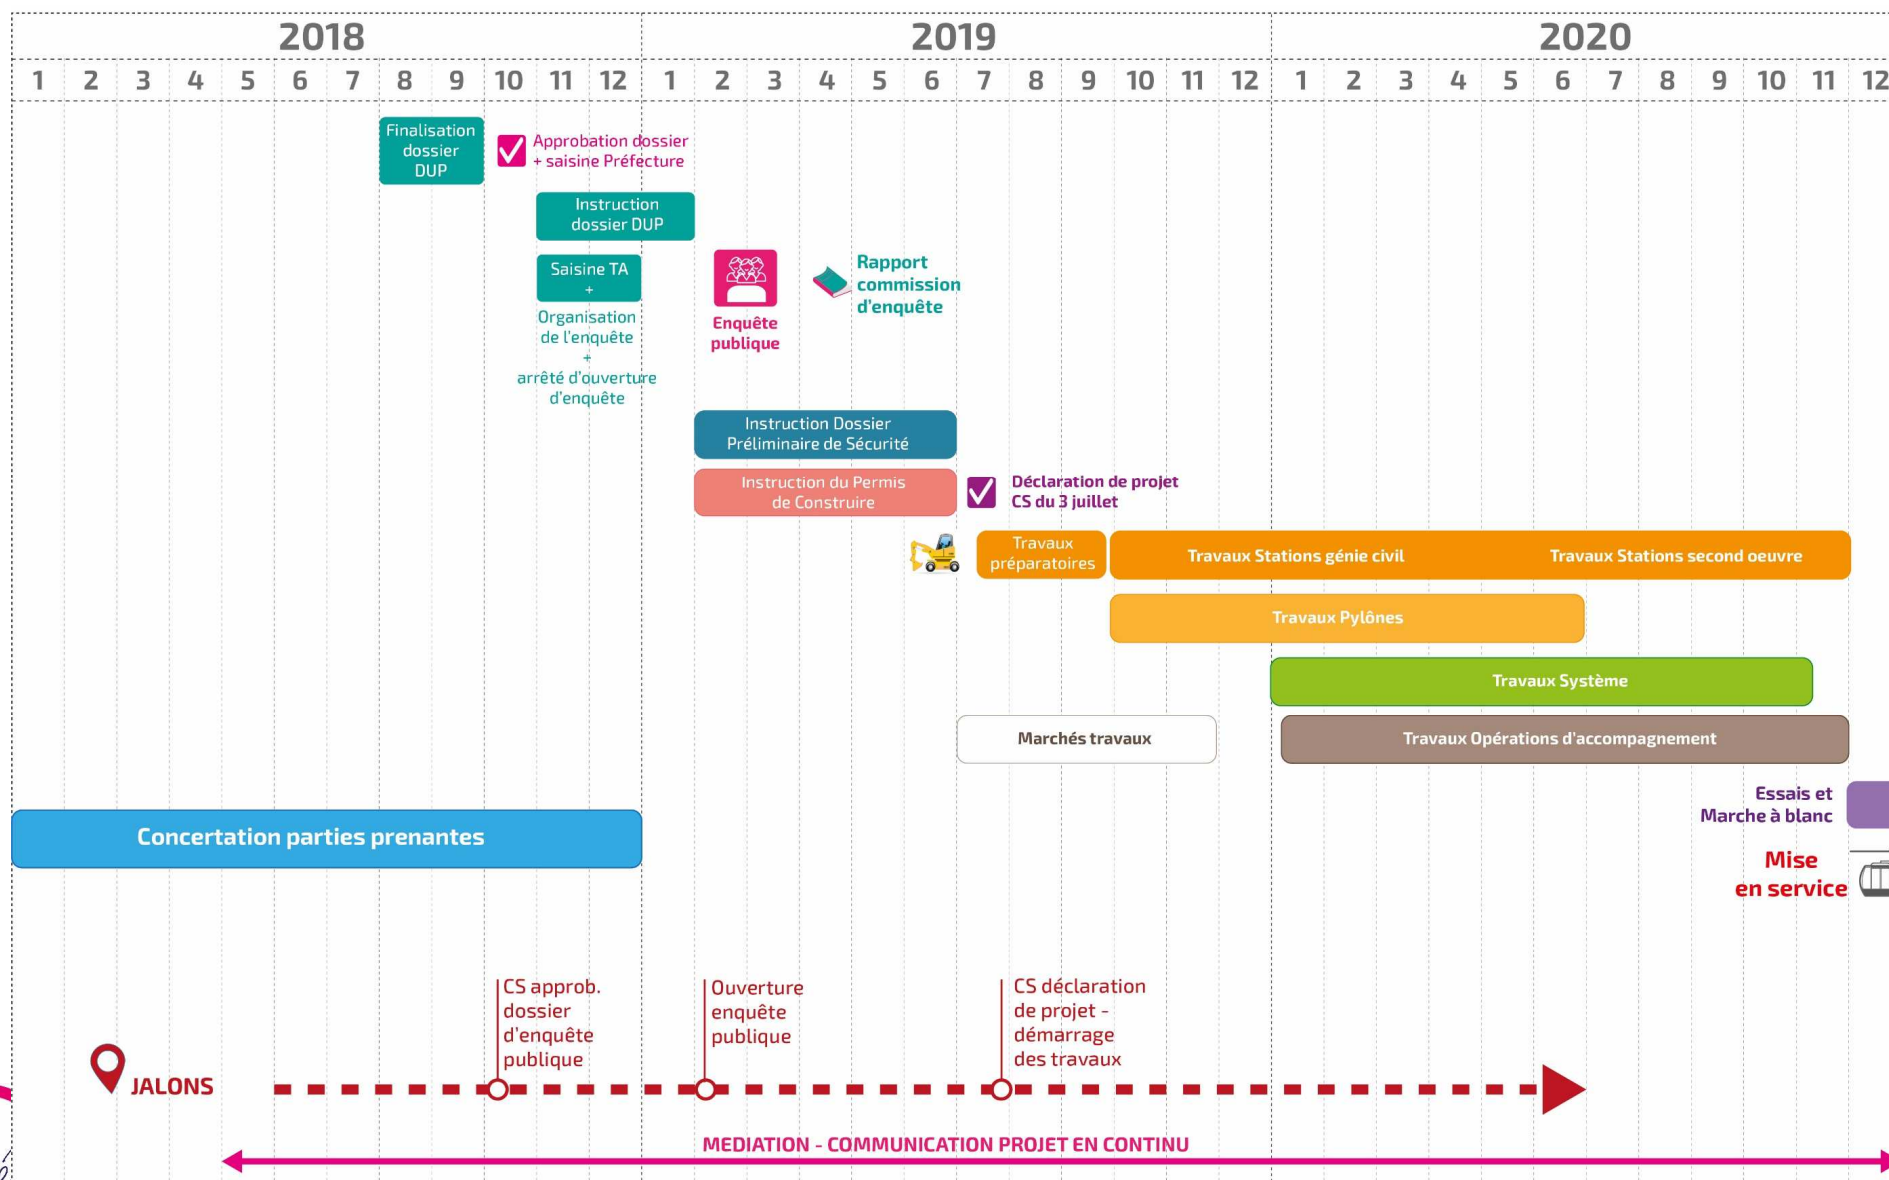 2018 2019 2020
1 2 3 4 5 6 7 8 9 10 11 12 1 2 3 4 5 6 7 8 9 10 11 12 1 2 3 4 5 6 7 8 9 10 11 12
Finalisation
dossier
DUP
Approbation dossier
+ saisine Préfecture
Instruction
dossier DUP
Saisine TA
+
Organisation
de l'enquête
+
arrêté d'ouverture
d'enquête
Enquête
publique
Rapport
commission
d'enquête
Instruction Dossier
Préliminaire de Sécurité
Instruction du Permis
de Construire
Déclaration de projet
CS du 3 juillet
Travaux
préparatoires
Travaux Stations génie civil
Travaux Stations second oeuvre
Travaux Pylônes
Travaux Système
Marchés travaux
Travaux Opérations d'accompagnement
Essais et
Marche à blanc
Concertation parties prenantes
Mise
en service
CS approb.
dossier
d'enquête
publique
Ouverture
enquête
publique
CS déclaration
de projet -
démarrage
des travaux
JALONS
MEDIATION - COMMUNICATION PROJET EN CONTINU